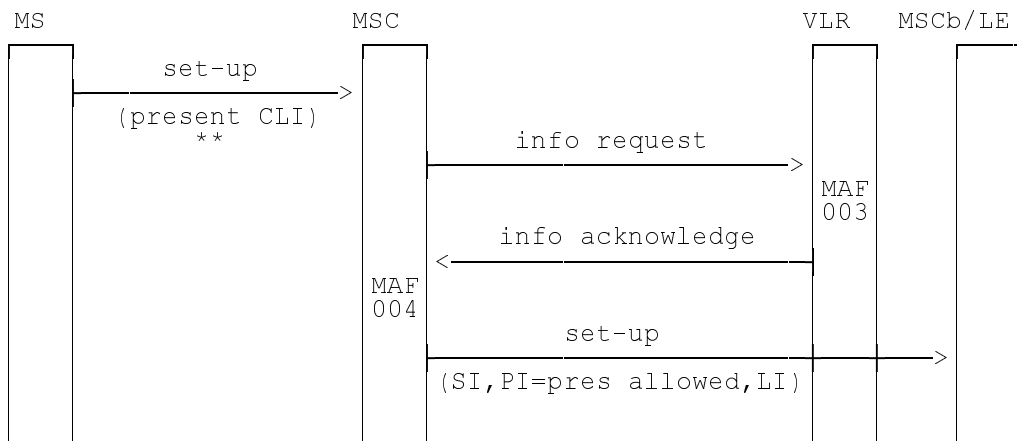 MS MSC VLR MSCb/LE
set-up
(present CLI)
**
info request
MAF
003
info acknowledge
MAF
004
set-up
(SI,PI=pres allowed,LI)